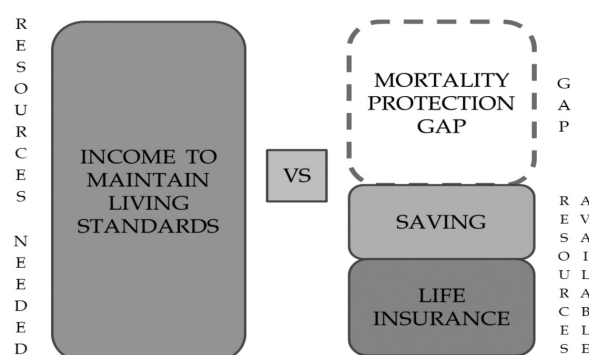 RESOURCES NEEDED
INCOME TO
MAINTAIN
LIVING
STANDARDS
VS
MORTALITY
PROTECTION
GAP
GAP
SAVING
LIFE
INSURANCE
RESOURCES
AVAILABLE